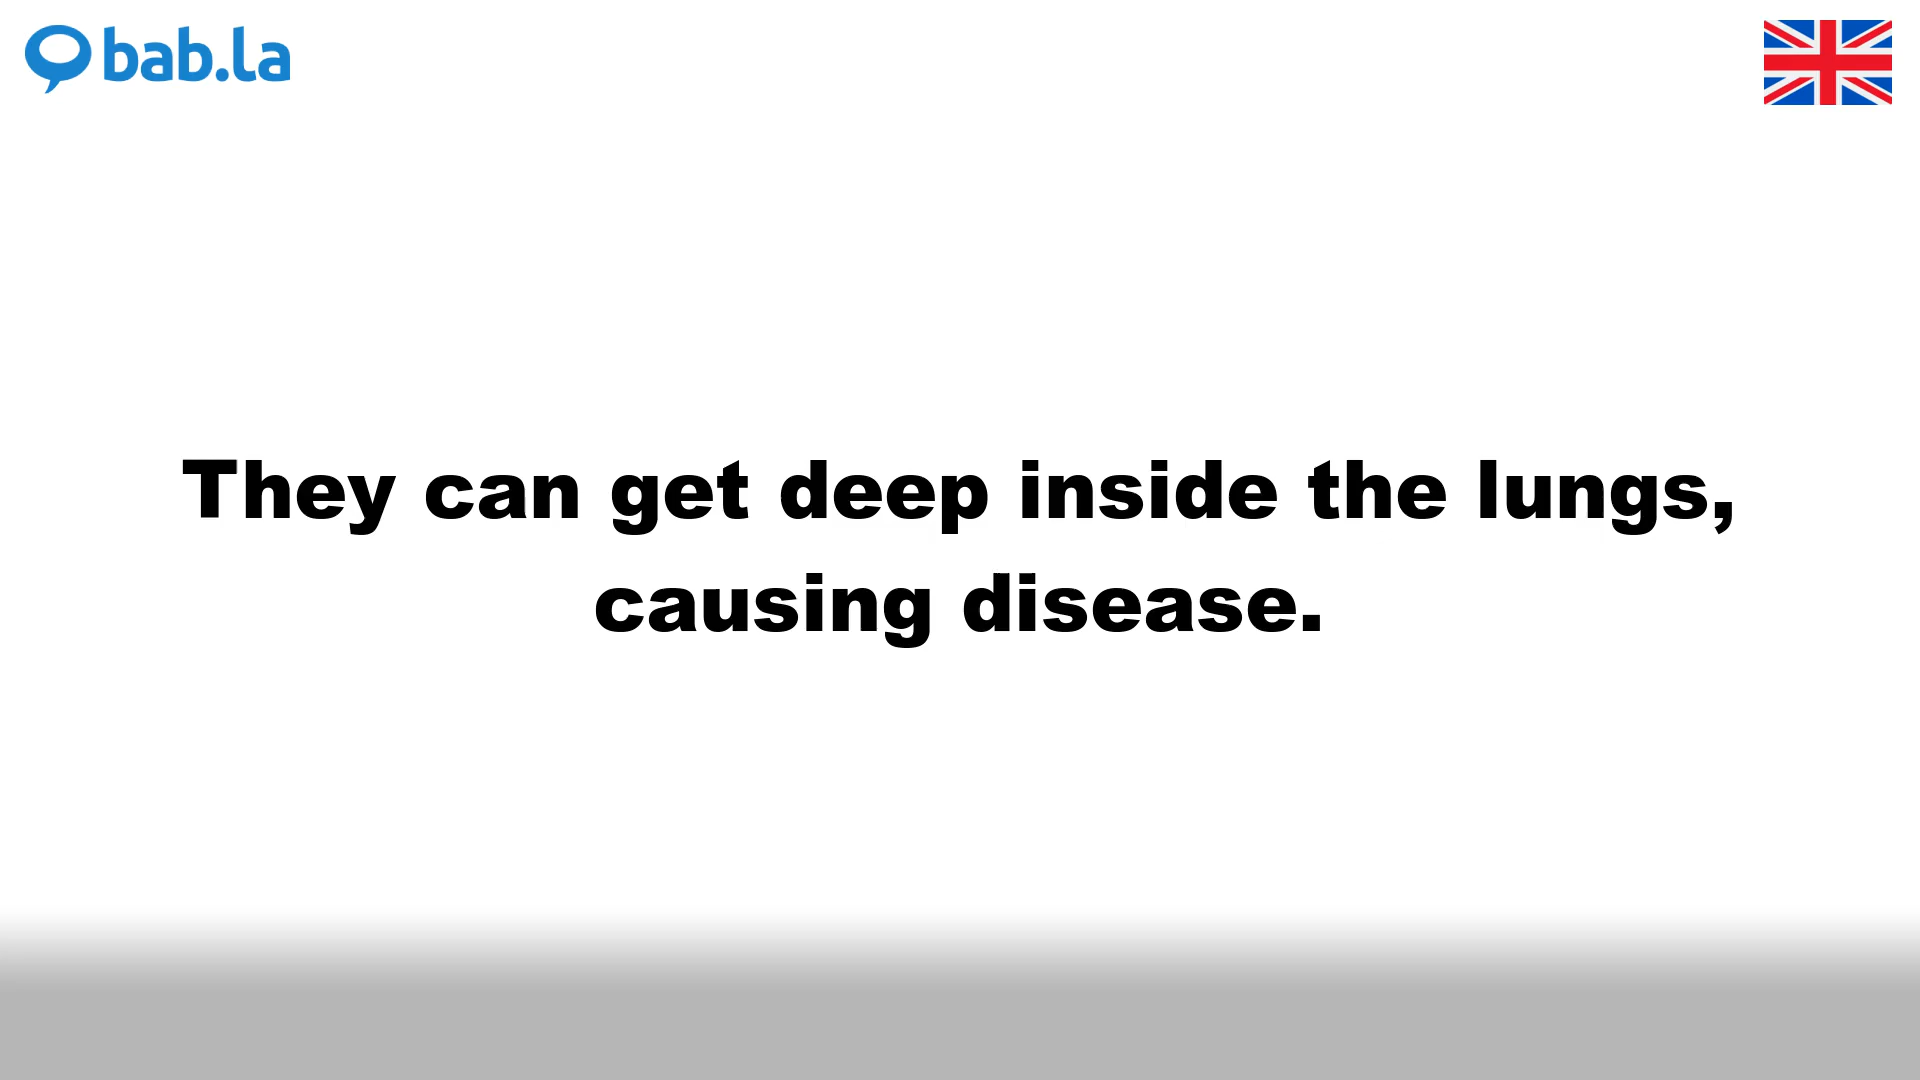 bab.la
They can get deep inside the lungs,
causing disease.